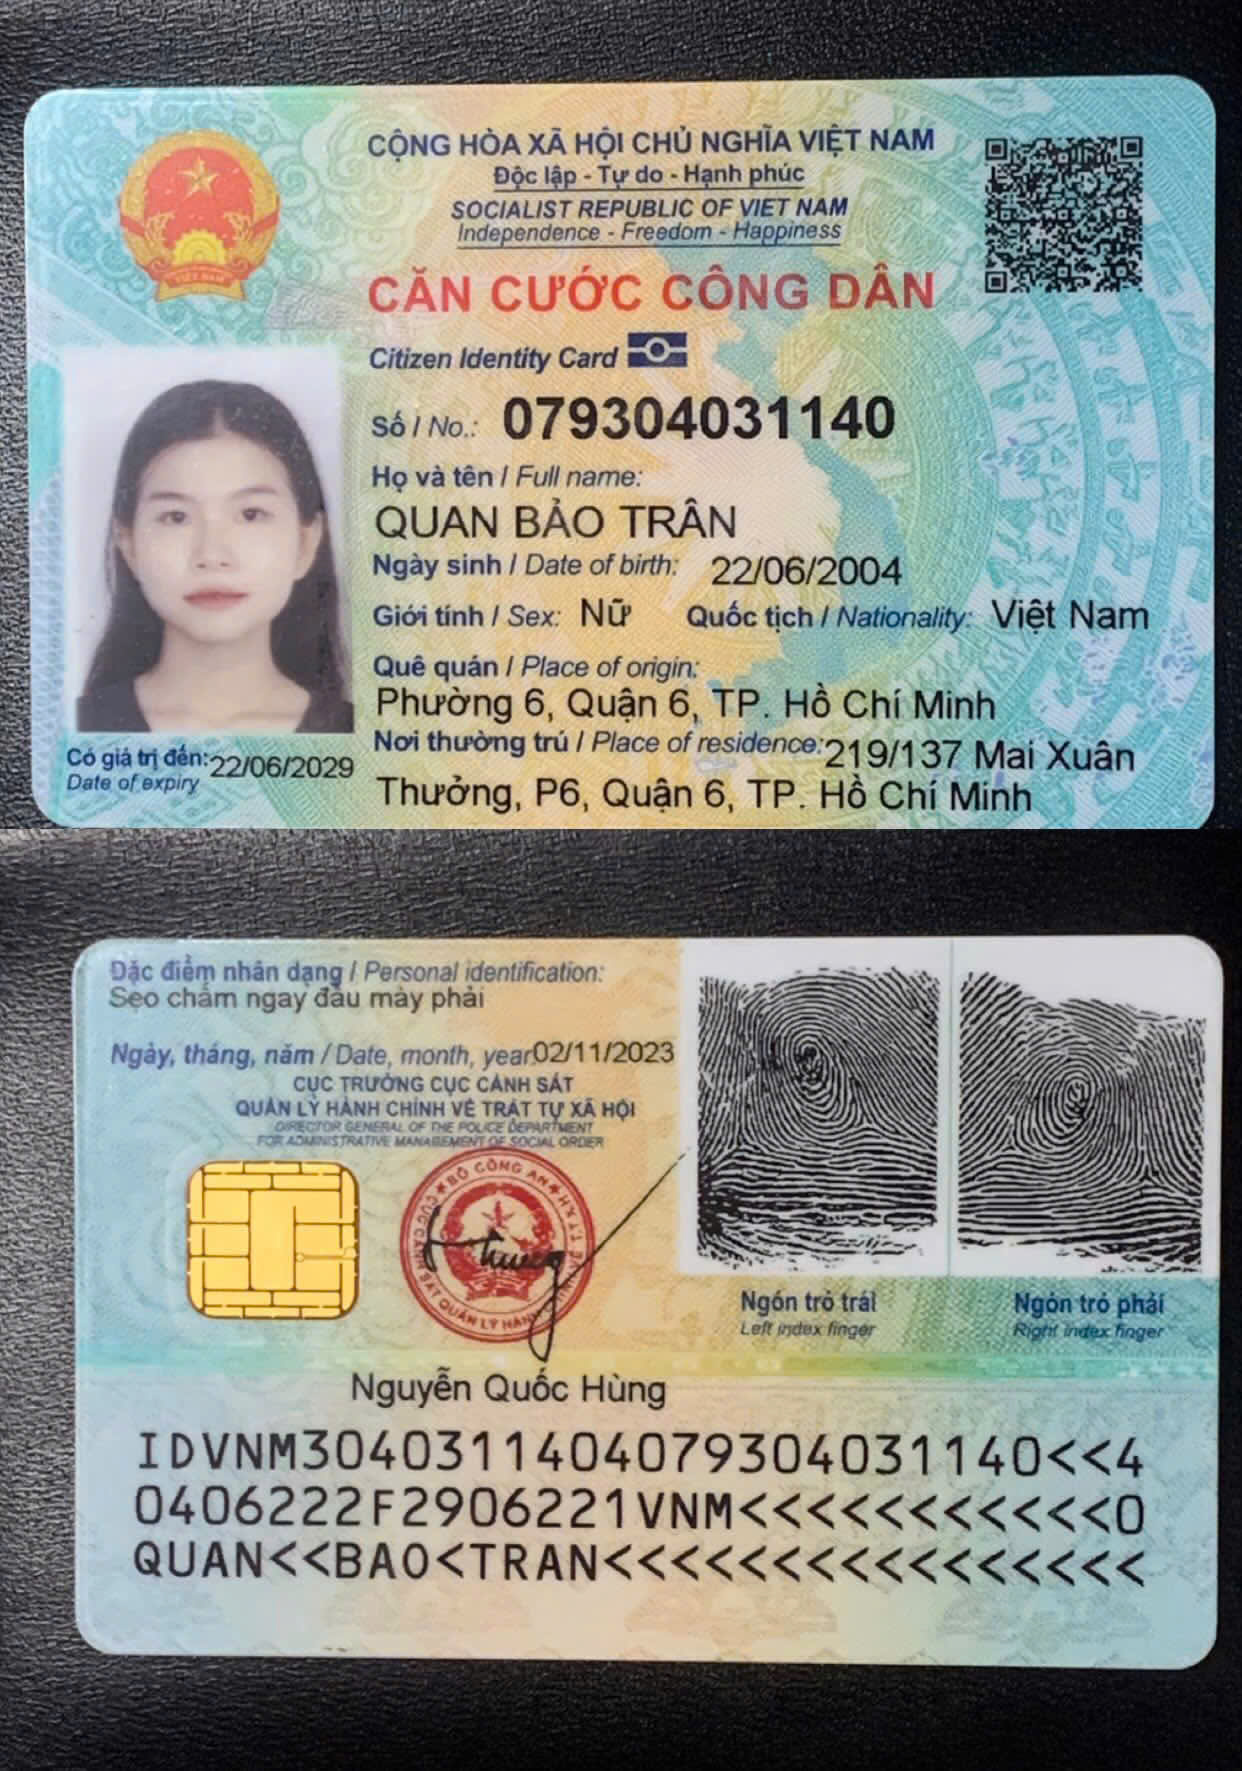 CỘNG HÒA XÃ HỘI CHỦ NGHĨA VIỆT NAM
Độc lập - Tự do - Hạnh phúc
SOCIALIST REPUBLIC OF VIET NAM
Independence - Freedom - Happiness
CĂN CƯỚC CÔNG DÂN
Citizen Identity Card
Số / No.: 079304031140
Họ và tên / Full name:
QUAN BẢO TRÂN
Ngày sinh / Date of birth: 22/06/2004
Giới tính / Sex: Nữ Quốc tịch / Nationality: Việt Nam
Quê quán / Place of origin:
Phường 6, Quận 6, TP. Hồ Chí Minh
Nơi thường trú / Place of residence: 219/137 Mai Xuân
Thưởng, P6, Quận 6, TP. Hồ Chí Minh
Có giá trị đến: 22/06/2029
Date of expiry
Đặc điểm nhân dạng / Personal identification:
Sẹo chấm ngay đầu mày phải
Ngày, tháng, năm / Date, month, year: 02/11/2023
CỤC TRƯỞNG CỤC CẢNH SÁT
QUẢN LÝ HÀNH CHÍNH VỀ TRẬT TỰ XÃ HỘI
DIRECTOR GENERAL OF THE POLICE DEPARTMENT
FOR ADMINISTRATIVE MANAGEMENT OF SOCIAL ORDER
BỘ CÔNG AN
Ngón trỏ trái
Left index finger
Ngón trỏ phải
Right index finger
Nguyễn Quốc Hùng
IDVNM3040311404079304031140<<4
0406222F2906221VNM<<<<<<<<<<<0
QUAN<<BAO<TRAN<<<<<<<<<<<<<<<<